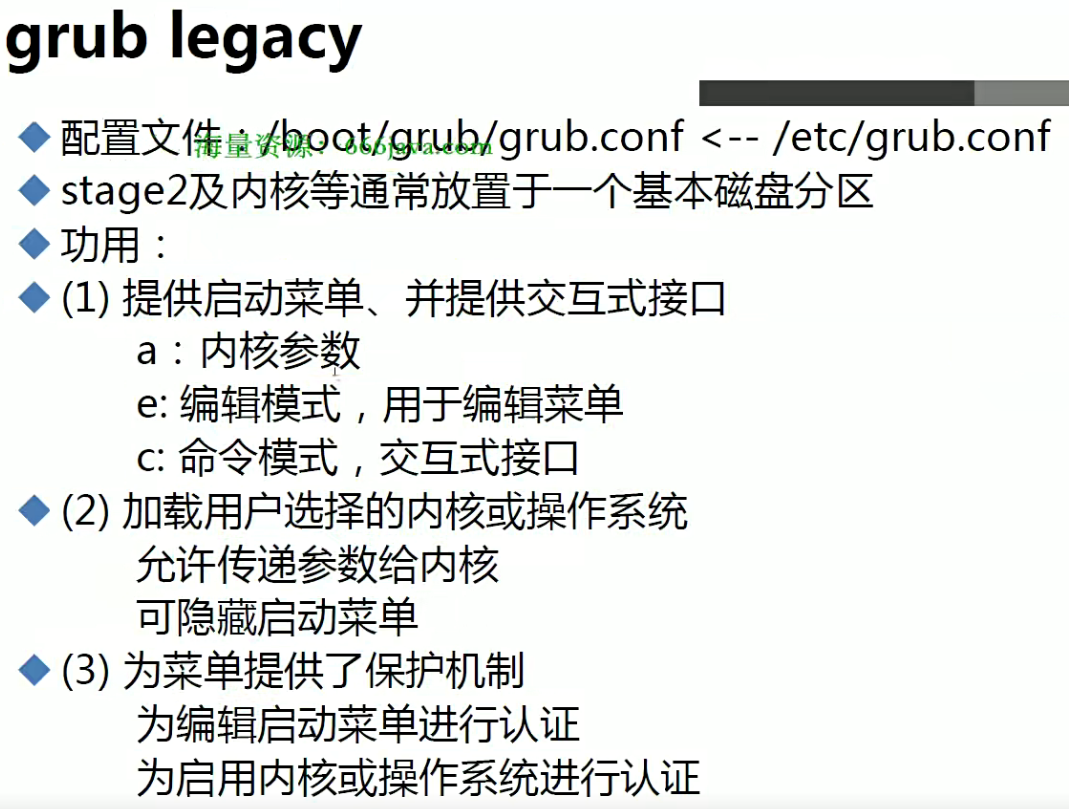 grub legacy
配置文件：/boot/grub/grub.conf <-- /etc/grub.conf
海量资源：666java.com
stage2及内核等通常放置于一个基本磁盘分区
功用：
(1) 提供启动菜单、并提供交互式接口
a：内核参数
e: 编辑模式，用于编辑菜单
c: 命令模式，交互式接口
(2) 加载用户选择的内核或操作系统
允许传递参数给内核
可隐藏启动菜单
(3) 为菜单提供了保护机制
为编辑启动菜单进行认证
为启用内核或操作系统进行认证